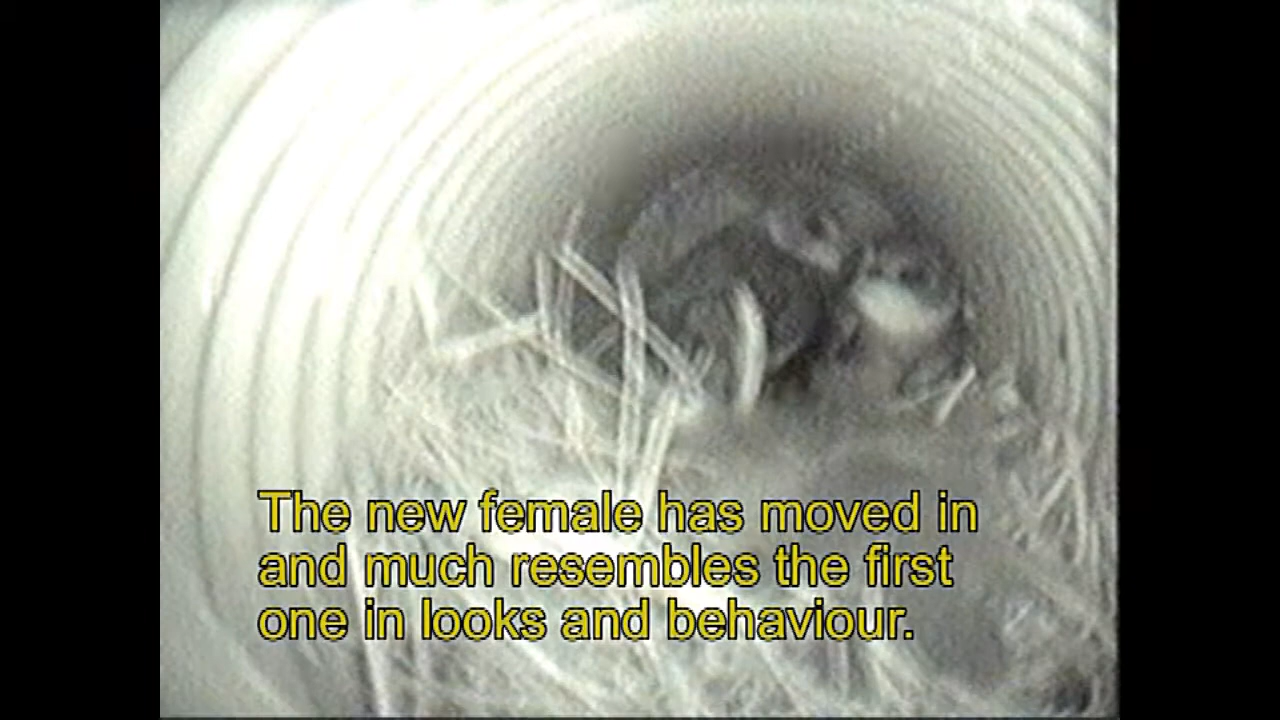 The new female has moved in
and much resembles the first
one in looks and behaviour.